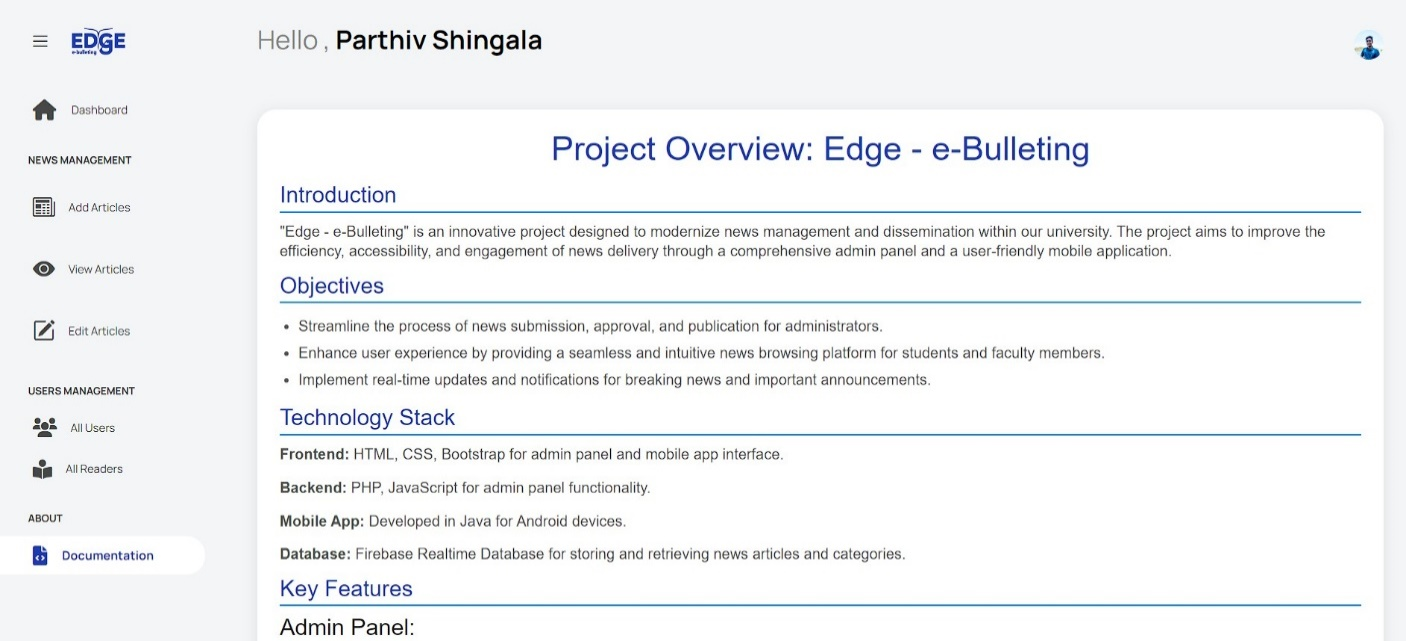 EDGE
e-bulleting
Hello , Parthiv Shingala
Dashboard
NEWS MANAGEMENT
Add Articles
View Articles
Edit Articles
USERS MANAGEMENT
All Users
All Readers
ABOUT
Documentation
Project Overview: Edge - e-Bulleting
Introduction
"Edge - e-Bulleting" is an innovative project designed to modernize news management and dissemination within our university. The project aims to improve the
efficiency, accessibility, and engagement of news delivery through a comprehensive admin panel and a user-friendly mobile application.
Objectives
• Streamline the process of news submission, approval, and publication for administrators.
• Enhance user experience by providing a seamless and intuitive news browsing platform for students and faculty members.
• Implement real-time updates and notifications for breaking news and important announcements.
Technology Stack
Frontend: HTML, CSS, Bootstrap for admin panel and mobile app interface.
Backend: PHP, JavaScript for admin panel functionality.
Mobile App: Developed in Java for Android devices.
Database: Firebase Realtime Database for storing and retrieving news articles and categories.
Key Features
Admin Panel: